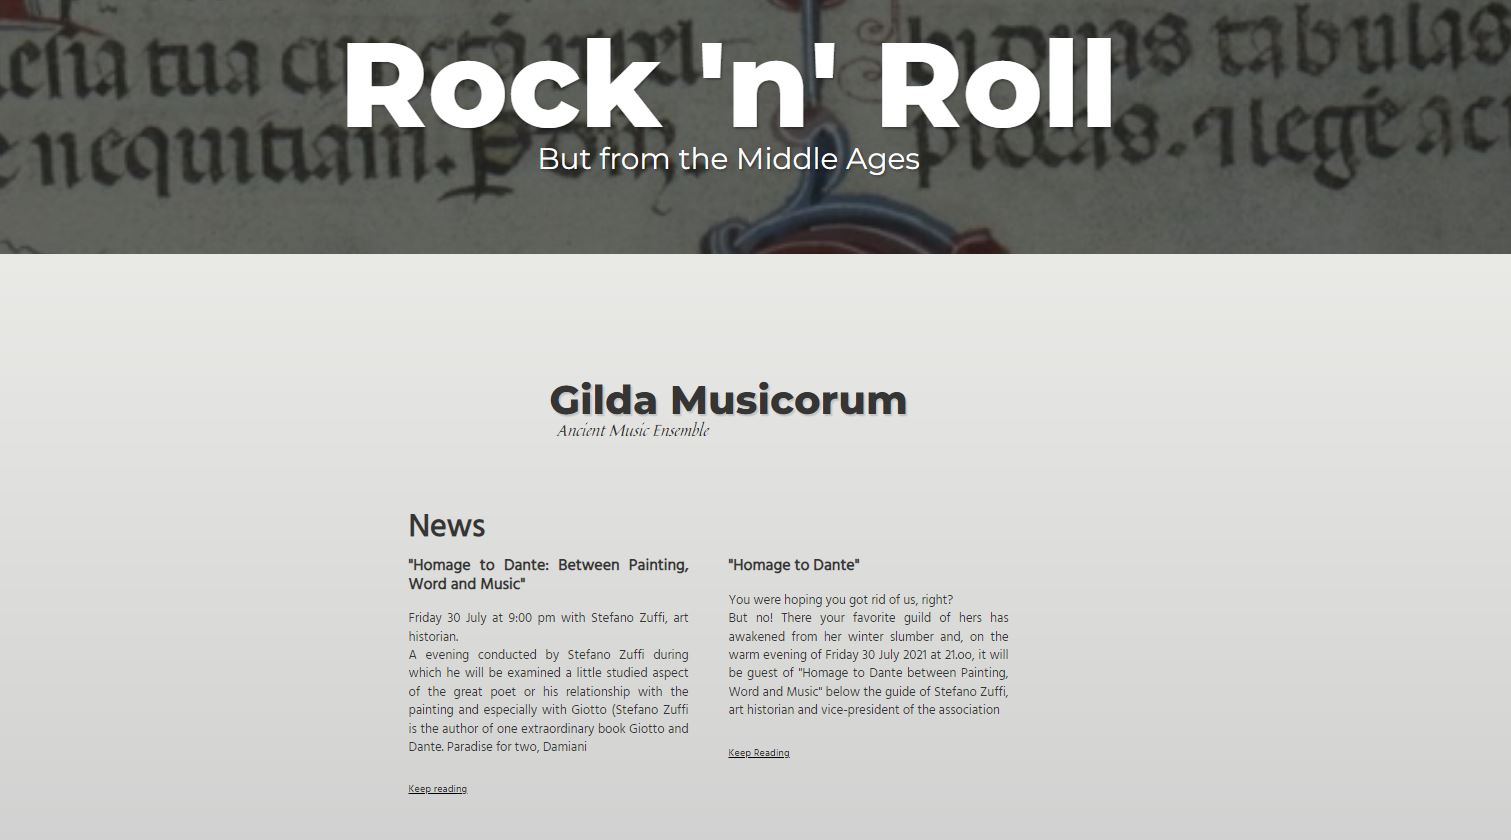 Rock 'n' Roll
But from the Middle Ages
Gilda Musicorum
Ancient Music Ensemble
News
"Homage to Dante: Between Painting,
Word and Music"
Friday 30 July at 9:00 pm with Stefano Zuffi, art
historian.
A evening conducted by Stefano Zuffi during
which he will be examined a little studied aspect
of the great poet or his relationship with the
painting and especially with Giotto (Stefano Zuffi
is the author of one extraordinary book Giotto and
Dante. Paradise for two, Damiani
Keep reading
"Homage to Dante"
You were hoping you got rid of us, right?
But no! There your favorite guild of hers has
awakened from her winter slumber and, on the
warm evening of Friday 30 July 2021 at 21.oo, it will
be guest of "Homage to Dante between Painting,
Word and Music" below the guide of Stefano Zuffi,
art historian and vice-president of the association
Keep Reading